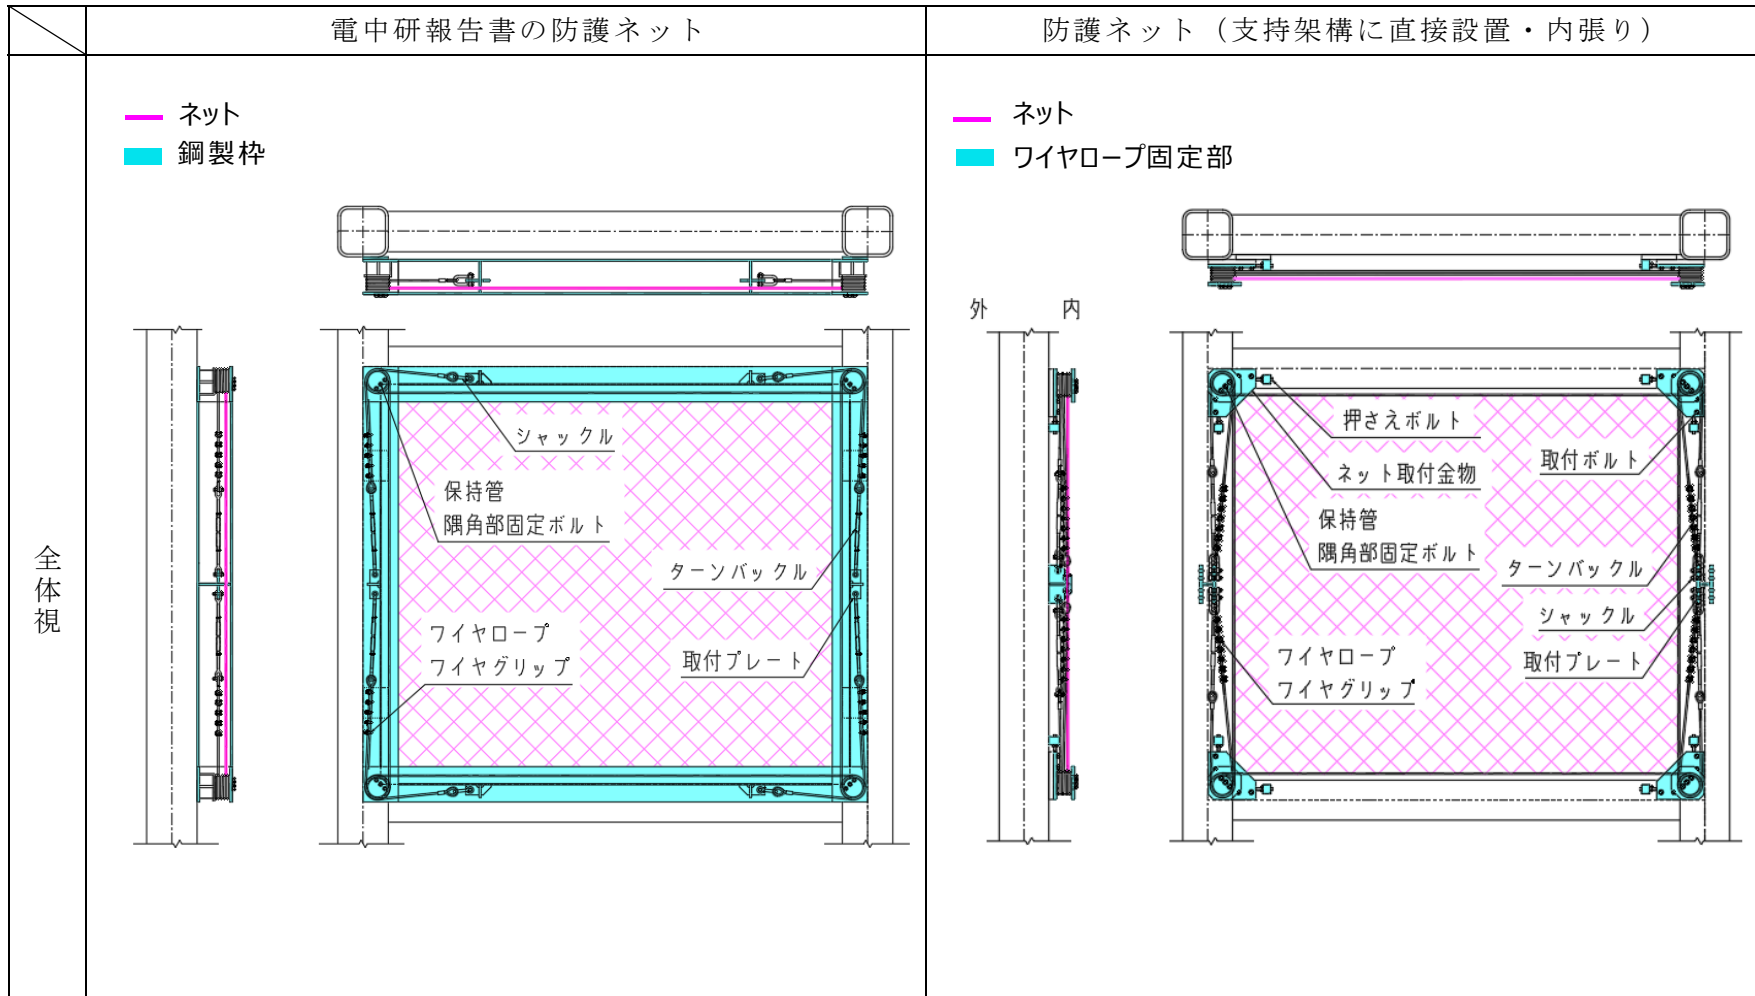 電中研報告書の防護ネット
防護ネット（支持架構に直接設置・内張り）
全体視
ネット
鋼製枠
シャックル
保持管
隅角部固定ボルト
ターンバックル
ワイヤロープ
ワイヤグリップ
取付プレート
ネット
ワイヤロープ固定部
外
内
押さえボルト
取付ボルト
ネット取付金物
保持管
隅角部固定ボルト
ターンバックル
シャックル
ワイヤロープ
ワイヤグリップ
取付プレート